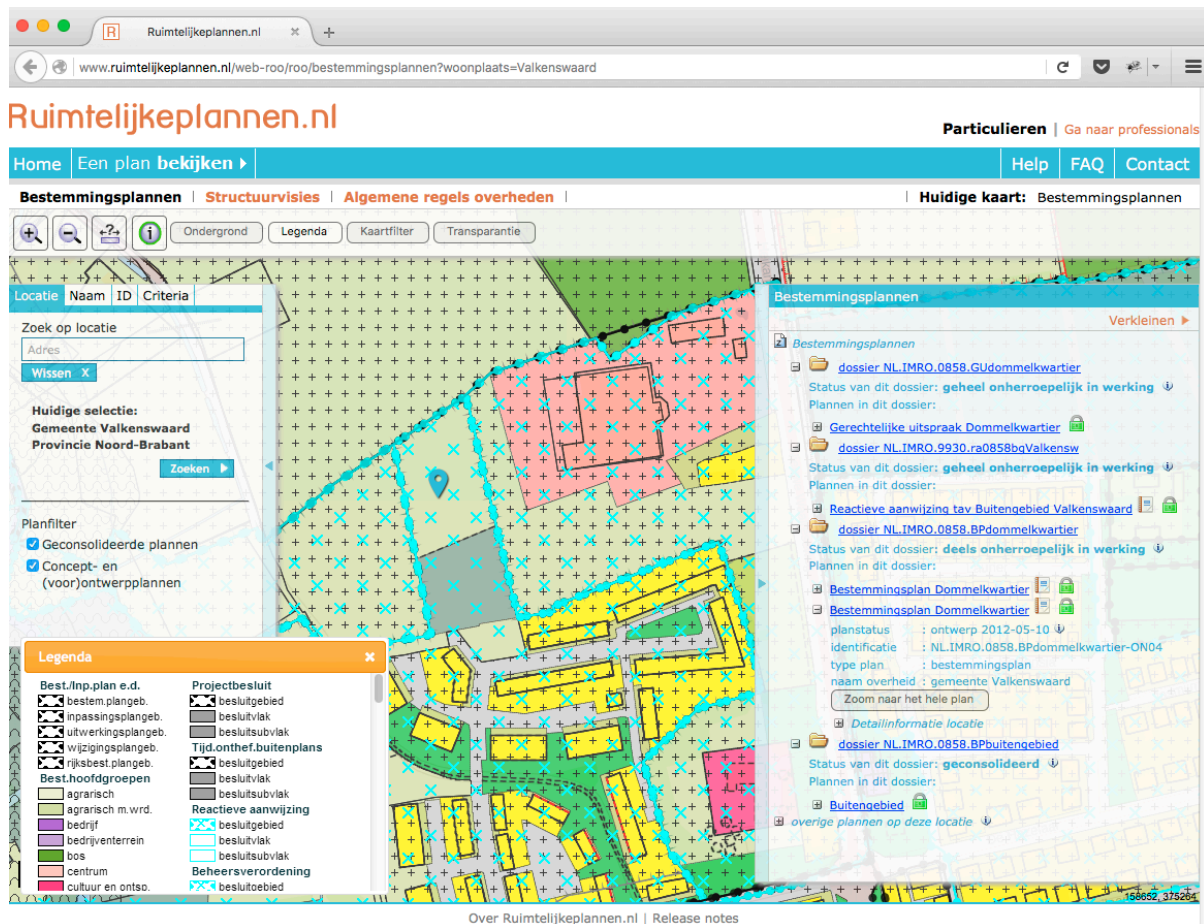 Ruimtelijkeplannen.nl
www.ruimtelijkeplannen.nl/web-roo/roo/bestemmingsplannen?woonplaats=Valkenswaard
Ruimtelijkeplannen.nl
Particulieren | Ga naar professionals
Home Een plan bekijken Help FAQ Contact
Bestemmingsplannen | Structuurvisies | Algemene regels overheden | | Huidige kaart: Bestemmingsplannen
Ondergrond Legenda Kaartfilter Transparantie
Locatie Naam ID Criteria
Zoek op locatie
Adres
Wissen X
Huidige selectie:
Gemeente Valkenswaard
Provincie Noord-Brabant
Zoeken
Planfilter
Geconsolideerde plannen
Concept- en
(voor)ontwerpplannen
Legenda
Best./Inp.plan e.d.
bestem.plangeb.
inpassingsplangeb.
uitwerkingsplangeb.
wijzigingsplangeb.
rijksbest.plangeb.
Best.hoofdgroepen
agrarisch
agrarisch m.wrd.
bedrijf
bedrijventerrein
bos
centrum
cultuur en ontsp.
Projectbesluit
besluitgebied
besluitvlak
besluitsubvlak
Tijd.onthef.buitenplans
besluitgebied
besluitvlak
besluitsubvlak
Reactieve aanwijzing
besluitgebied
besluitvlak
besluitsubvlak
Beheersverordening
besluitgebied
Bestemmingsplannen
Verkleinen
Bestemmingsplannen
dossier NL.IMRO.0858.GUdommelkwartier
Status van dit dossier: geheel onherroepelijk in werking
Plannen in dit dossier:
Gerechtelijke uitspraak Dommelkwartier
dossier NL.IMRO.9930.ra0858bqValkensw
Status van dit dossier: geheel onherroepelijk in werking
Plannen in dit dossier:
Reactieve aanwijzing tav Buitengebied Valkenswaard
dossier NL.IMRO.0858.BPdommelkwartier
Status van dit dossier: deels onherroepelijk in werking
Plannen in dit dossier:
Bestemmingsplan Dommelkwartier
Bestemmingsplan Dommelkwartier
planstatus : ontwerp 2012-05-10
identificatie : NL.IMRO.0858.BPdommelkwartier-ON04
type plan : bestemmingsplan
naam overheid : gemeente Valkenswaard
Zoom naar het hele plan
Detailinformatie locatie
dossier NL.IMRO.0858.BPbuitengebied
Status van dit dossier: geconsolideerd
Plannen in dit dossier:
Buitengebied
overige plannen op deze locatie
158652, 375264
Over Ruimtelijkeplannen.nl | Release notes